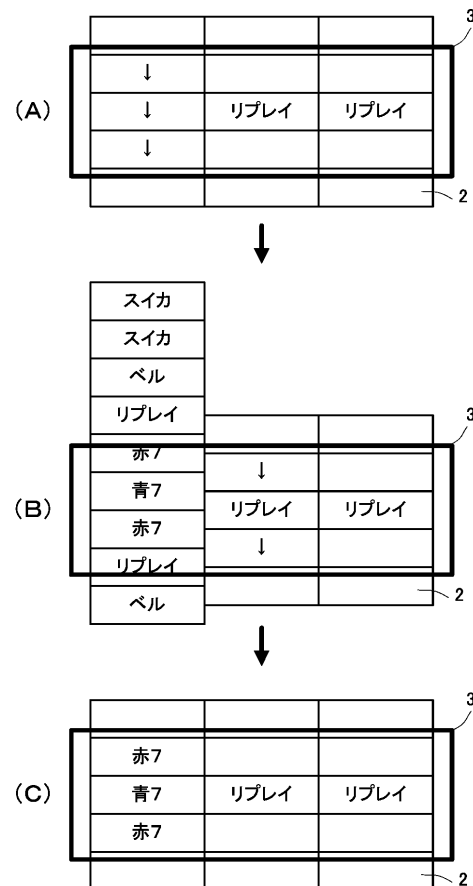 3
↓
(A) ↓ リプレイ リプレイ
↓
2
スイカ
スイカ
ベル
リプレイ
3
赤7
青7 ↓
(B) リプレイ リプレイ
赤7 ↓
リプレイ
2
ベル
3
赤7
(C) 青7 リプレイ リプレイ
赤7
2